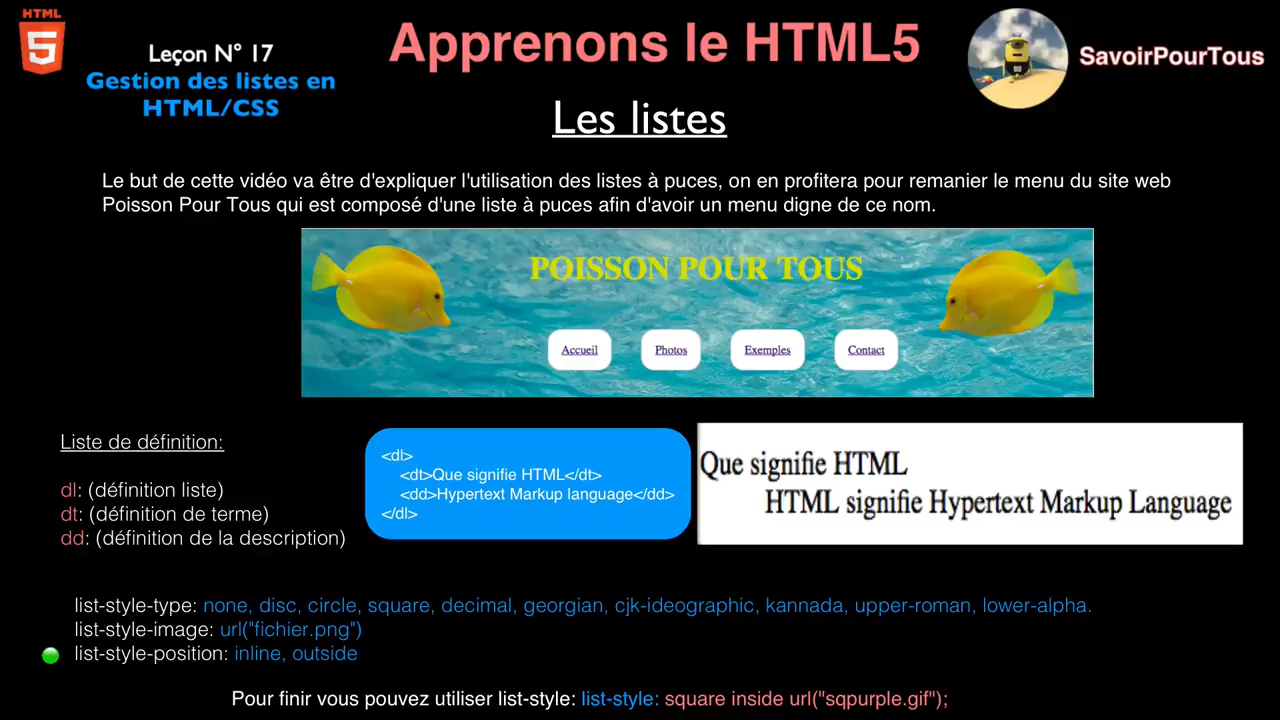 HTML
5
Leçon N° 17
Gestion des listes en
HTML/CSS
Apprenons le HTML5
SavoirPourTous
Les listes
Le but de cette vidéo va être d'expliquer l'utilisation des listes à puces, on en profitera pour remanier le menu du site web
Poisson Pour Tous qui est composé d'une liste à puces afin d'avoir un menu digne de ce nom.
POISSON POUR TOUS
Accueil Photos Exemples Contact
Liste de définition:
dl: (définition liste)
dt: (définition de terme)
dd: (définition de la description)
<dl>
<dt>Que signifie HTML</dt>
<dd>Hypertext Markup language</dd>
</dl>
Que signifie HTML
HTML signifie Hypertext Markup Language
list-style-type: none, disc, circle, square, decimal, georgian, cjk-ideographic, kannada, upper-roman, lower-alpha.
list-style-image: url("fichier.png")
list-style-position: inline, outside
Pour finir vous pouvez utiliser list-style: list-style: square inside url("sqpurple.gif");